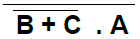 B + C . A